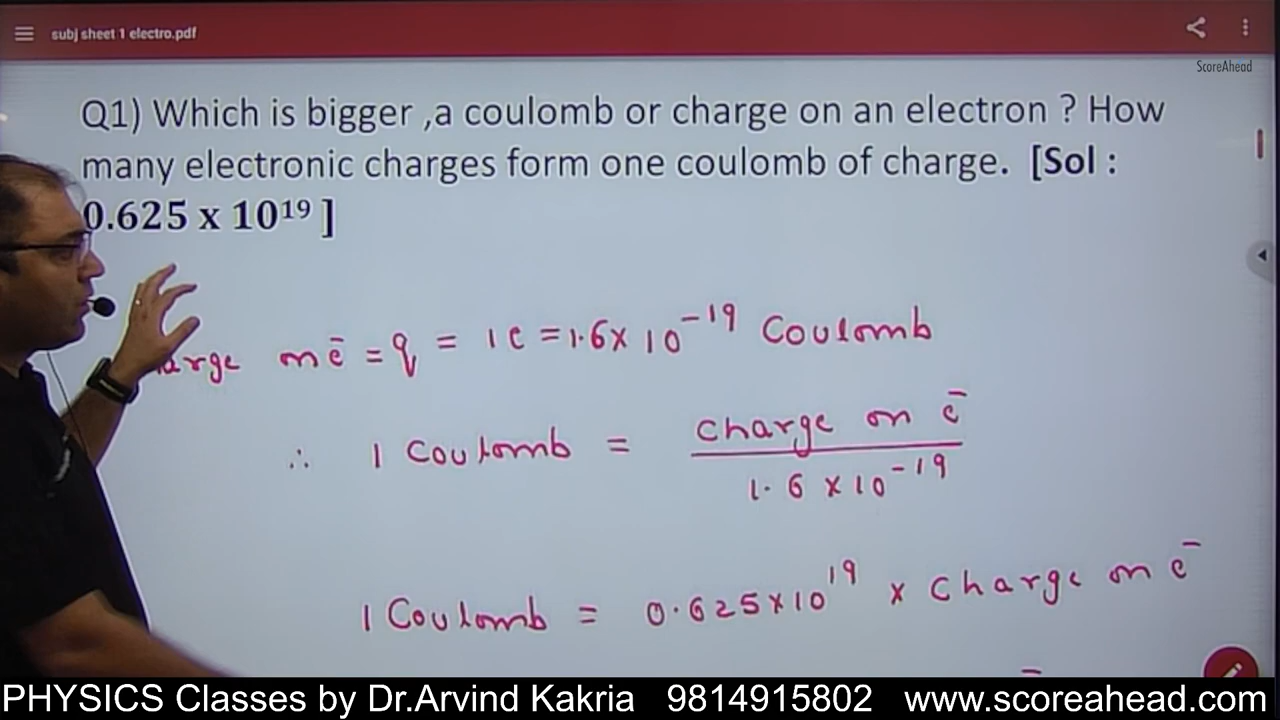 subj sheet 1 electro.pdf
ScoreAhead
Q1) Which is bigger ,a coulomb or charge on an electron ? How
many electronic charges form one coulomb of charge. [Sol :
0.625 x 10¹⁹ ]
arge on e⁻ = q = 1e = 1.6 x 10⁻¹⁹ Coulomb
∴ 1 Coulomb = charge on e⁻
1.6 x 10⁻¹⁹
1 Coulomb = 0.625 x 10¹⁹ x charge on e⁻
PHYSICS Classes by Dr.Arvind Kakria 9814915802 www.scoreahead.com